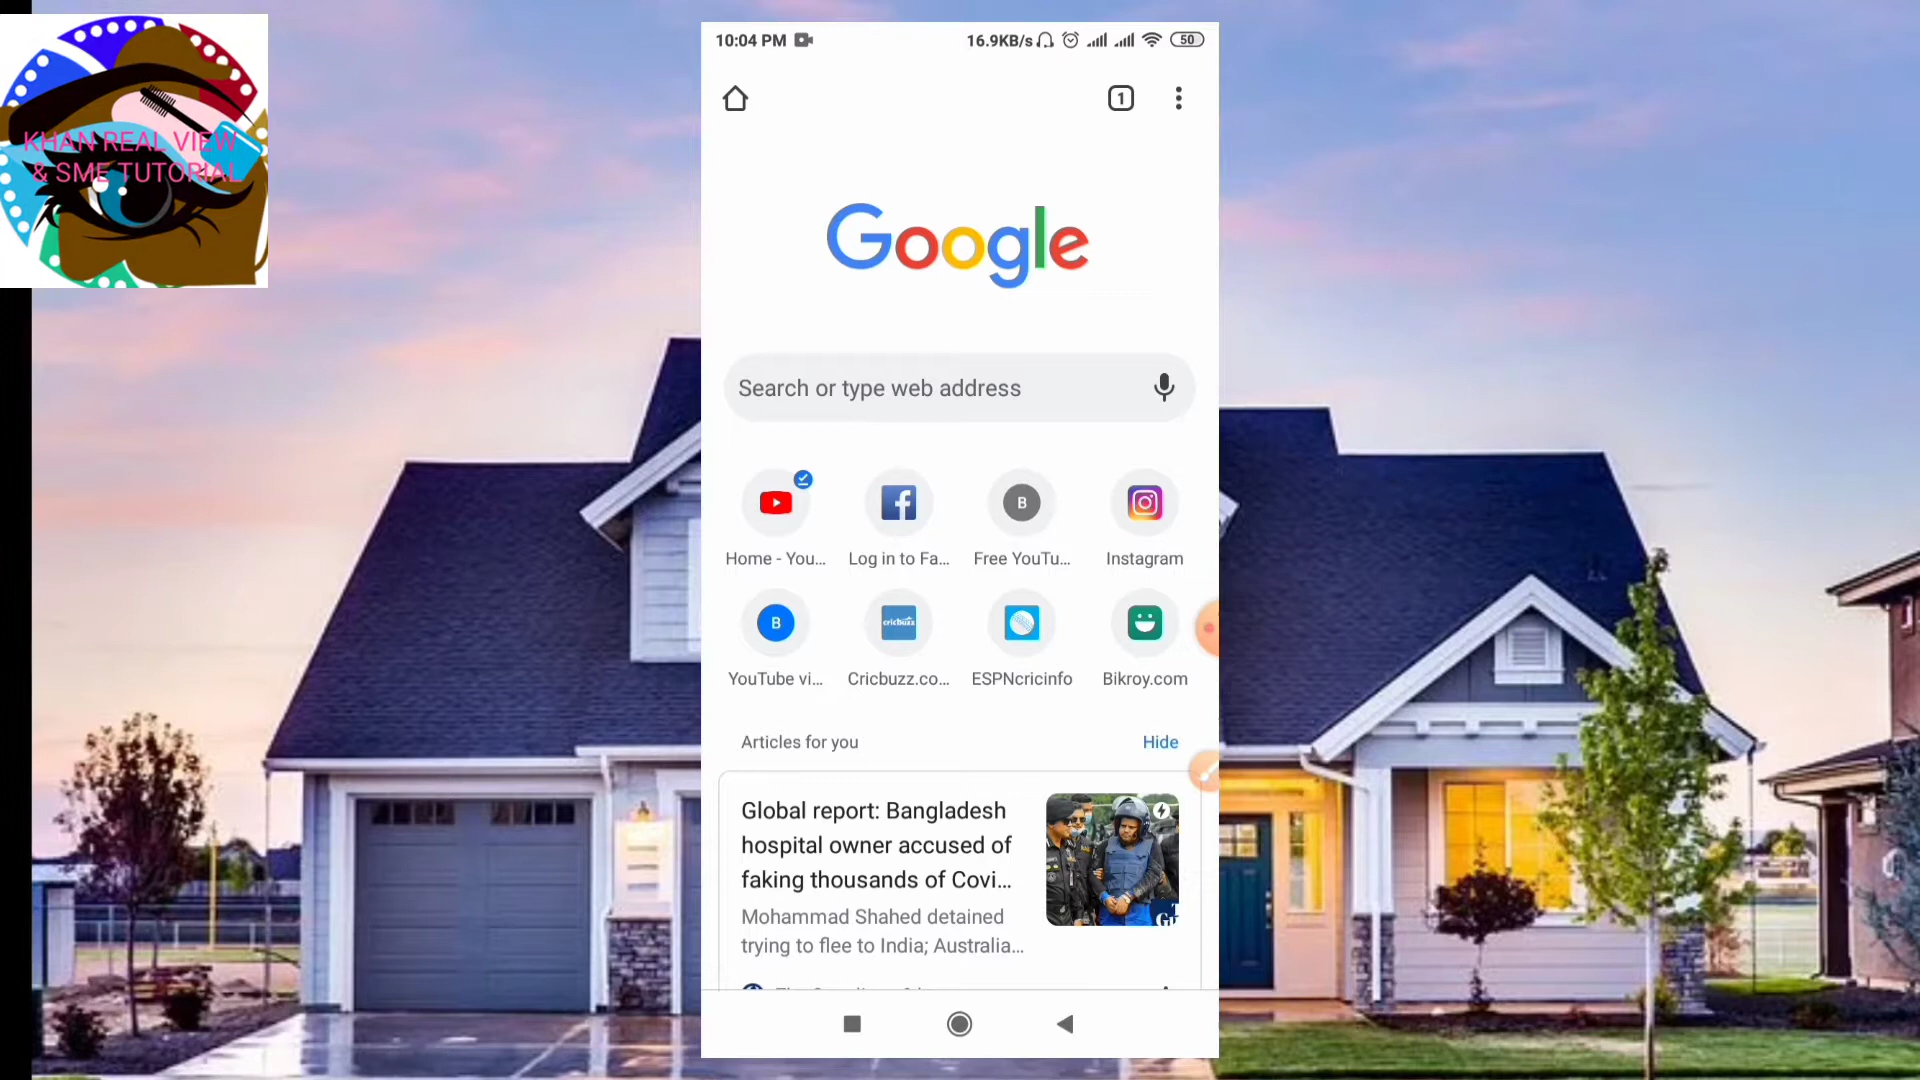 KHAN REAL VIEW
& SME TUTORIAL
10:04 PM
16.9KB/s
50
1
Google
Search or type web address
B
Home - You...
Log in to Fa...
Free YouTu...
Instagram
B
cricbuzz
YouTube vi...
Cricbuzz.co...
ESPNcricinfo
Bikroy.com
Articles for you
Hide
Global report: Bangladesh
hospital owner accused of
faking thousands of Covi...
Mohammad Shahed detained
trying to flee to India; Australia...